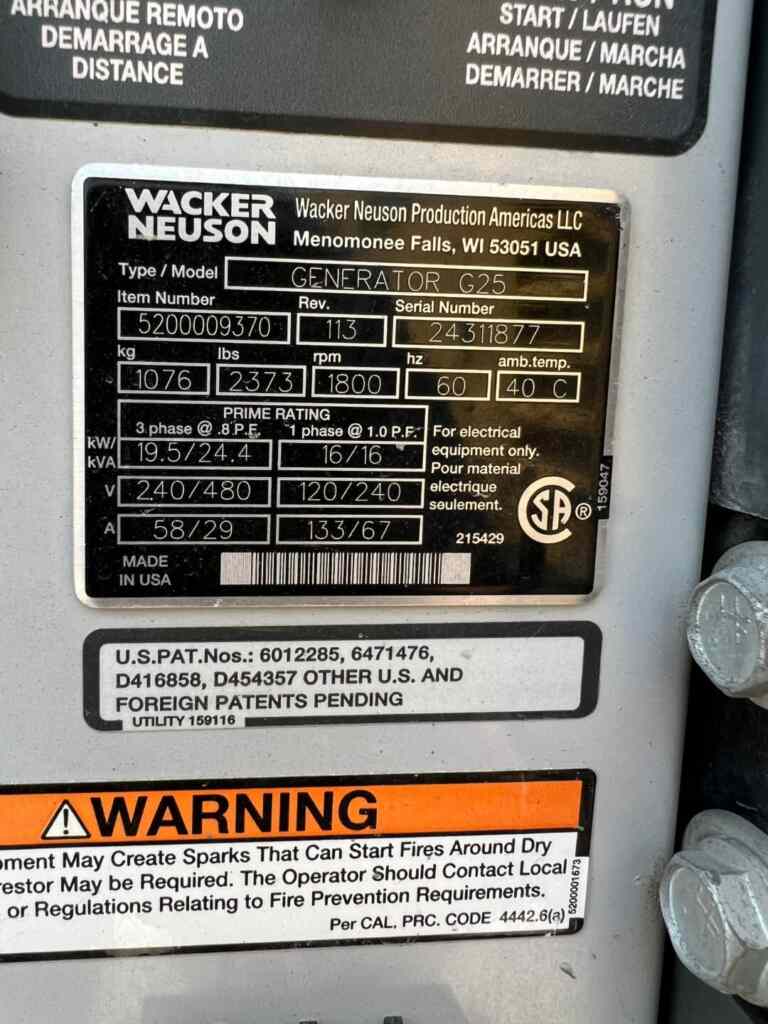 ARRANQUE REMOTO
DEMARRAGE A
DISTANCE
START / LAUFEN
ARRANQUE / MARCHA
DEMARRER / MARCHE
WACKER
NEUSON
Wacker Neuson Production Americas LLC
Menomonee Falls, WI 53051 USA
Type / Model GENERATOR G25
Item Number Rev. Serial Number
5200009370 113 24311877
kg lbs rpm hz amb.temp.
1076 2373 1800 60 40 C
PRIME RATING
3 phase @ .8 P.F. 1 phase @ 1.0 P.F.
kW/
kVA
19.5/24.4 16/16
V 240/480 120/240
A 58/29 133/67
For electrical
equipment only.
Pour material
electrique
seulement.
SA ®
159047
215429
MADE
IN USA
U.S.PAT.Nos.: 6012285, 6471476,
D416858, D454357 OTHER U.S. AND
FOREIGN PATENTS PENDING
UTILITY 159116
WARNING
May Create Sparks That Can Start Fires Around Dry
May be Required. The Operator Should Contact Local
or Regulations Relating to Fire Prevention Requirements.
Per CAL. PRC. CODE 4442.6(a)
5200001673